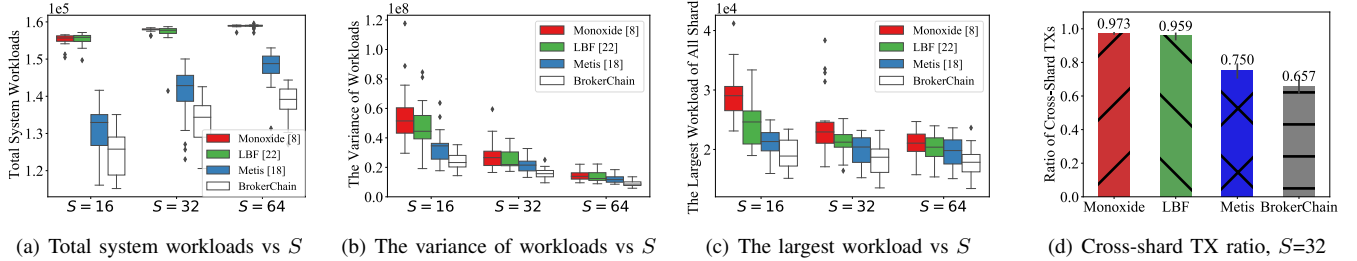 1e5
Total System Workloads
1.6
1.5
1.4
1.3
1.2
S = 16
S = 32
S = 64
Monoxide [8]
LBF [22]
Metis [18]
BrokerChain
(a) Total system workloads vs S
1e8
The Variance of Workloads
1.2
1.0
0.8
0.6
0.4
0.2
0.0
S = 16
S = 32
S = 64
Monoxide [8]
LBF [22]
Metis [18]
BrokerChain
(b) The variance of workloads vs S
1e4
The Largest Workload of All Shard
4
3
2
S = 16
S = 32
S = 64
Monoxide [8]
LBF [22]
Metis [18]
BrokerChain
(c) The largest workload vs S
Ratio of Cross-Shard TXs
1.0
0.8
0.6
0.4
0.2
0.0
0.973
0.959
0.750
0.657
Monoxide
LBF
Metis
BrokerChain
(d) Cross-shard TX ratio, S=32